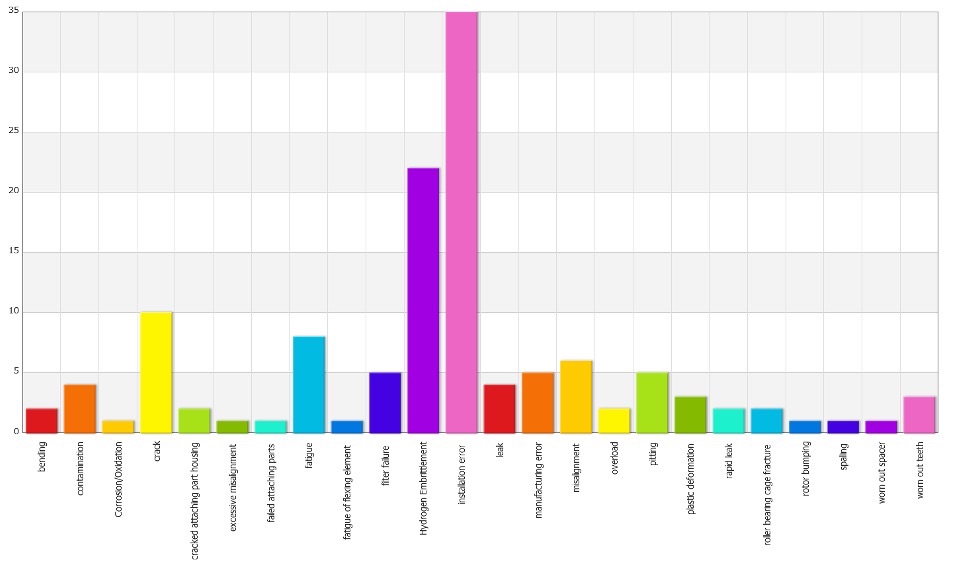 35
30
25
20
15
10
5
0
bending
contamination
Corrosion/Oxidation
crack
cracked attaching part housing
excessive misalignment
failed attaching parts
fatigue
fatigue of flexing element
filter failure
Hydrogen Embrittlement
installation error
leak
manufacturing error
misalignment
overload
pitting
plastic deformation
rapid leak
roller bearing cage fracture
rotor bumping
spalling
worn out spacer
worn out teeth